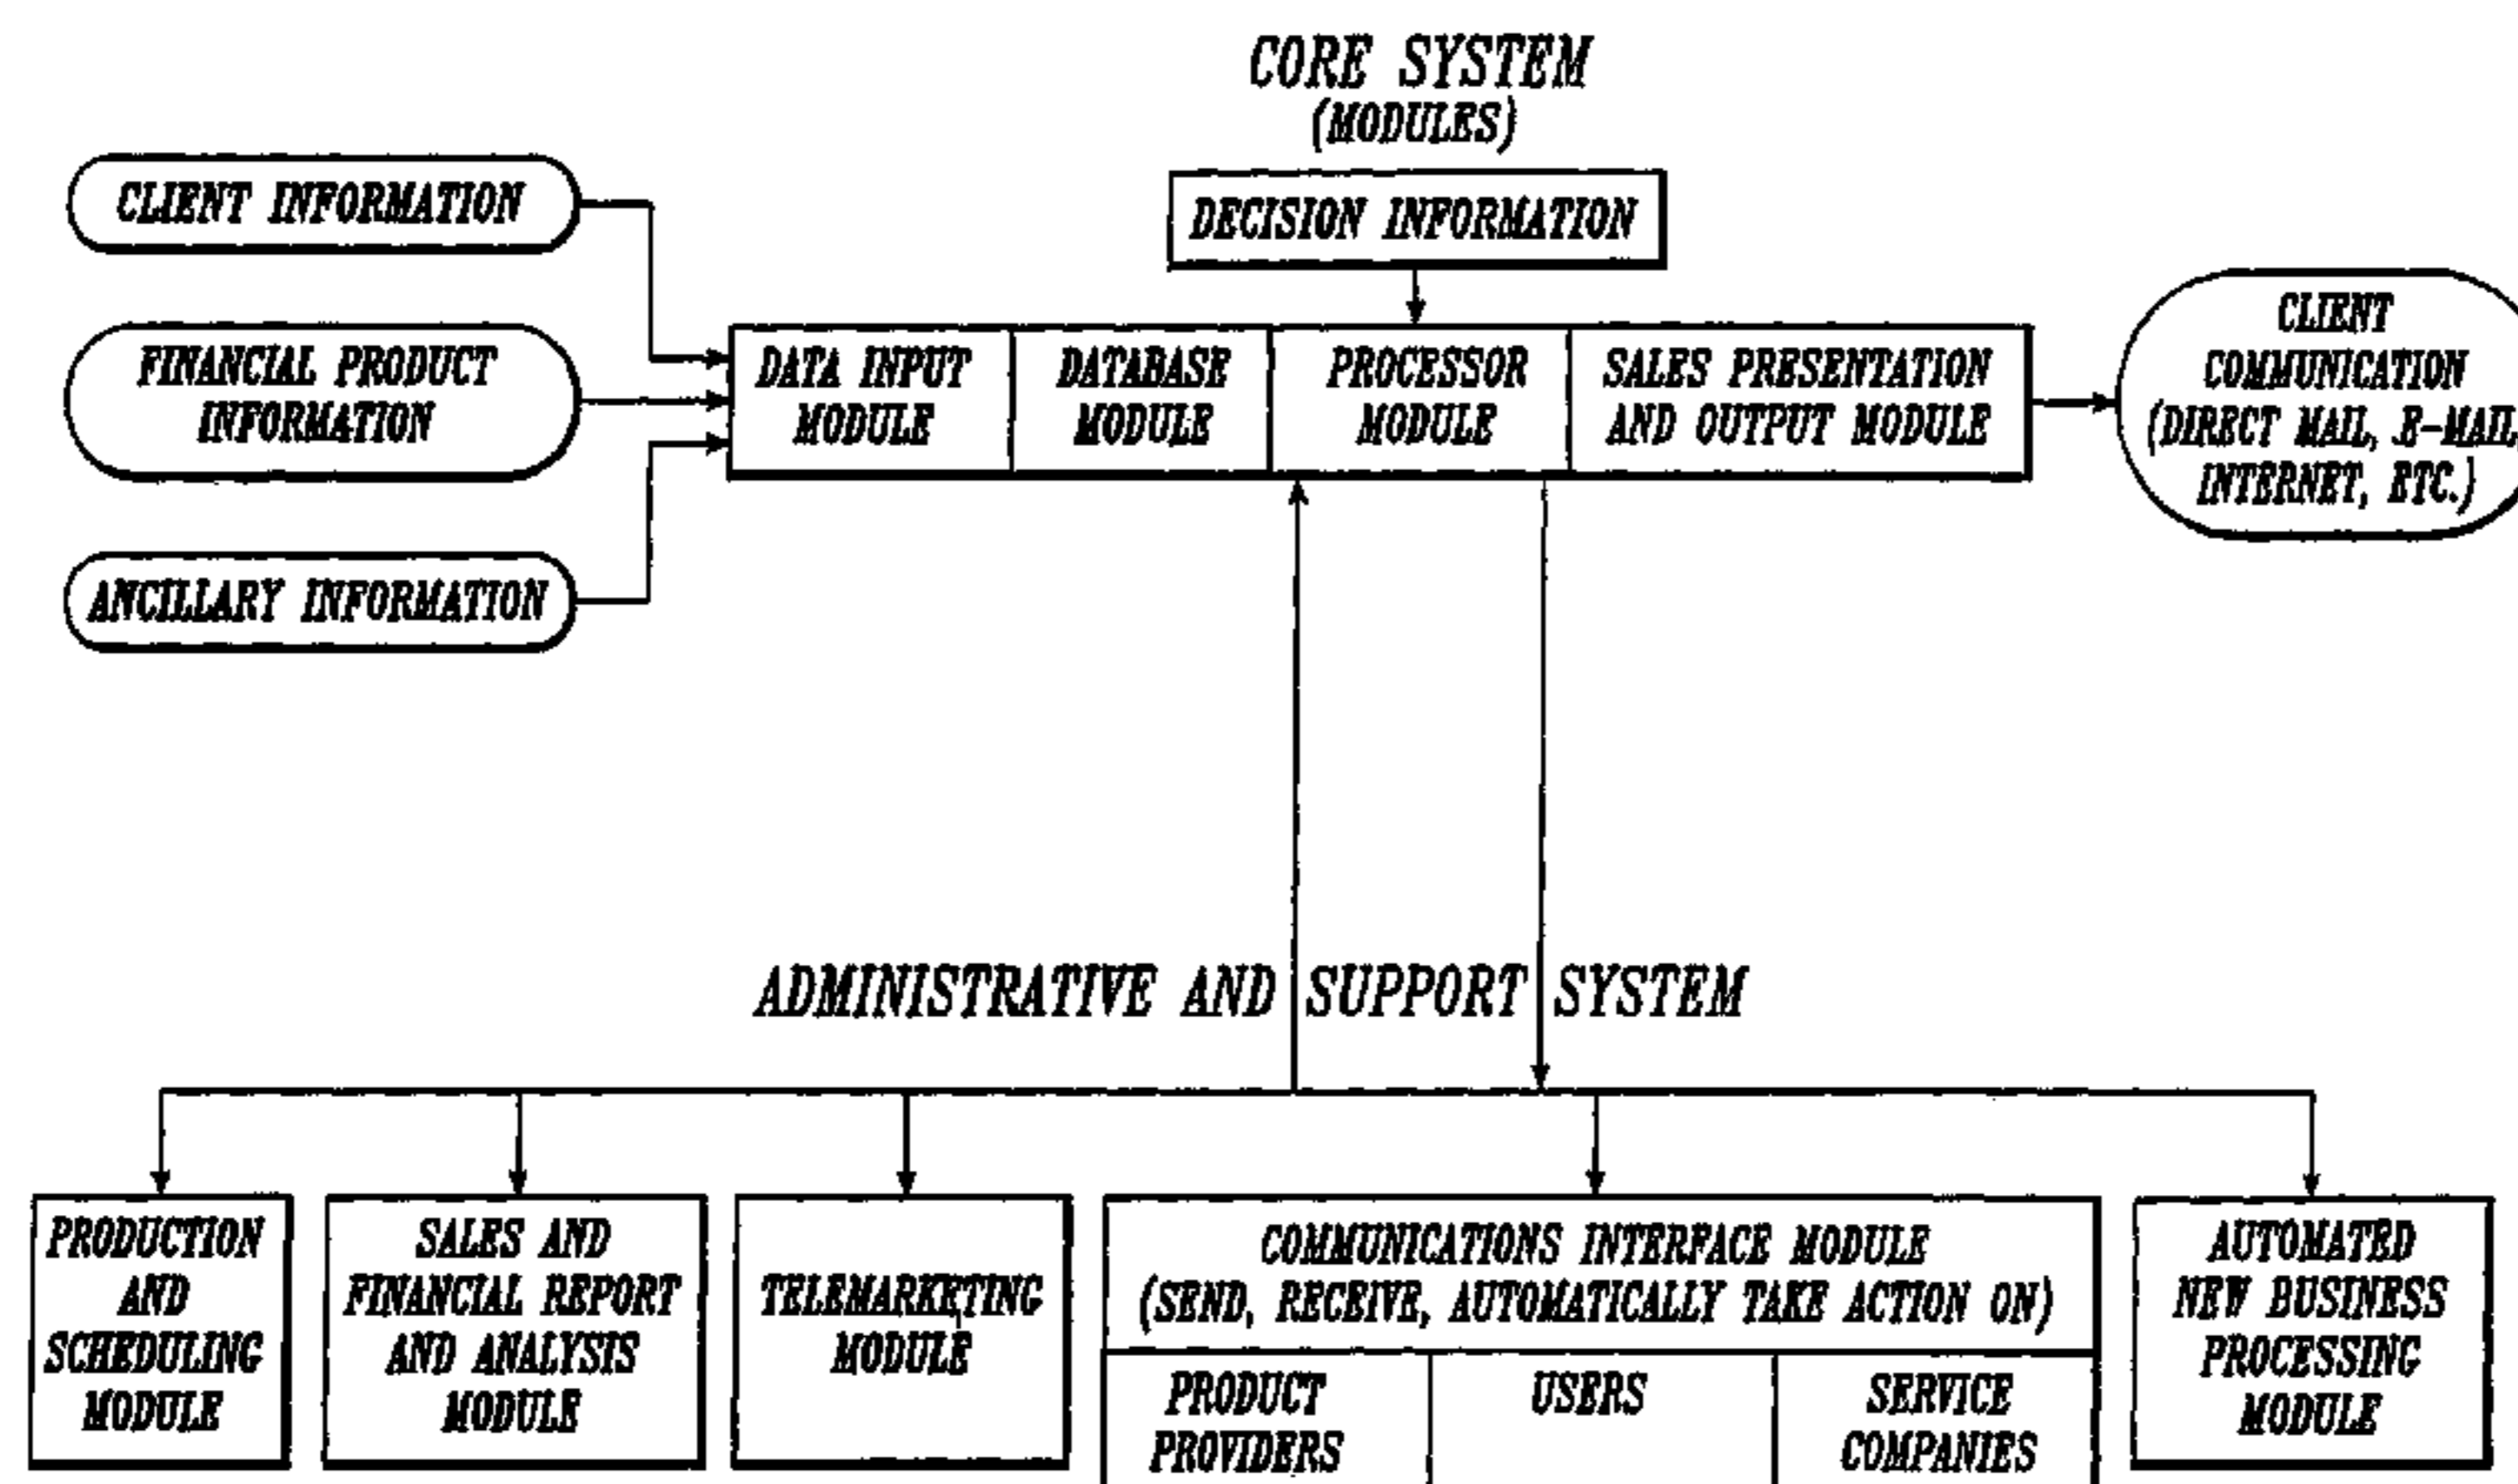 CORE SYSTEM
(MODULES)
CLIENT INFORMATION
DECISION INFORMATION
FINANCIAL PRODUCT
INFORMATION
ANCILLARY INFORMATION
DATA INPUT
MODULE
DATABASE
MODULE
PROCESSOR
MODULE
SALES PRESENTATION
AND OUTPUT MODULE
CLIENT
COMMUNICATION
(DIRECT MAIL, E-MAIL,
INTERNET, ETC.)
ADMINISTRATIVE AND SUPPORT SYSTEM
PRODUCTION
AND
SCHEDULING
MODULE
SALES AND
FINANCIAL REPORT
AND ANALYSIS
MODULE
TELEMARKETING
MODULE
COMMUNICATIONS INTERFACE MODULE
(SEND, RECEIVE, AUTOMATICALLY TAKE ACTION ON)
PRODUCT
PROVIDERS
USERS
SERVICE
COMPANIES
AUTOMATED
NEW BUSINESS
PROCESSING
MODULE